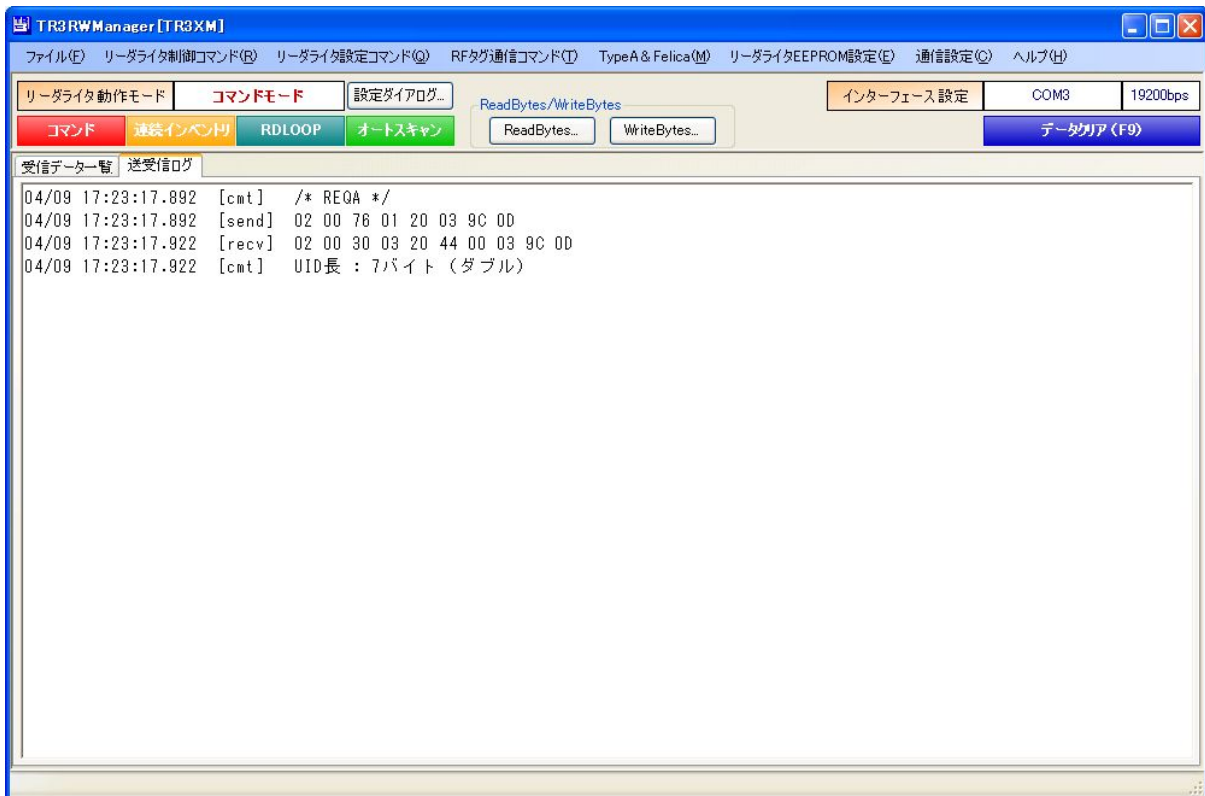 TR3RWManager[TR3XM]
ファイル(F) リーダライタ制御コマンド(R) リーダライタ設定コマンド(Q) RFタグ通信コマンド(T) TypeA&Felica(M) リーダライタEEPROM設定(E) 通信設定(C) ヘルプ(H)
リーダライタ動作モード コマンドモード 設定ダイアログ... ReadBytes/WriteBytes インターフェース設定 COM3 19200bps
コマンド 連続インベントリ RDLOOP オートスキャン ReadBytes... WriteBytes... データクリア (F9)
受信データ一覧 送受信ログ
04/09 17:23:17.892 [cmt] /* REQA */
04/09 17:23:17.892 [send] 02 00 76 01 20 03 9C 0D
04/09 17:23:17.922 [recv] 02 00 30 03 20 44 00 03 9C 0D
04/09 17:23:17.922 [cmt] UID長 : 7バイト (ダブル)